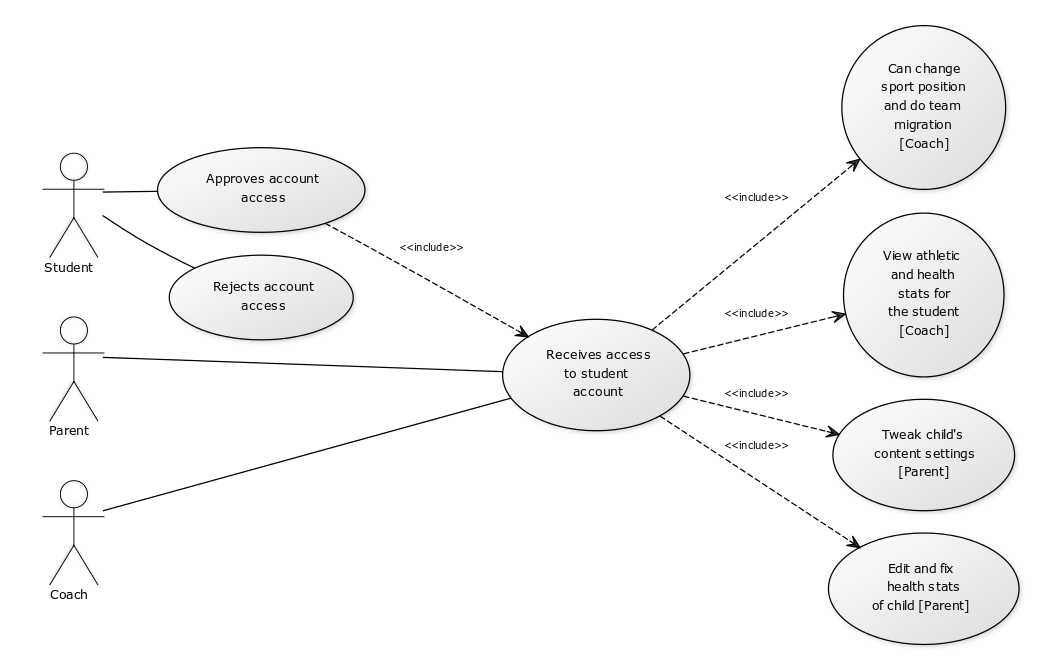 Can change
sport position
and do team
migration
[Coach]
<<include>>
Approves account
access
<<include>>
Student
Rejects account
access
View athletic
and health
stats for
the student
[Coach]
<<include>>
Receives access
to student
account
Parent
<<include>>
Tweak child's
content settings
[Parent]
<<include>>
Coach
Edit and fix
health stats
of child [Parent]